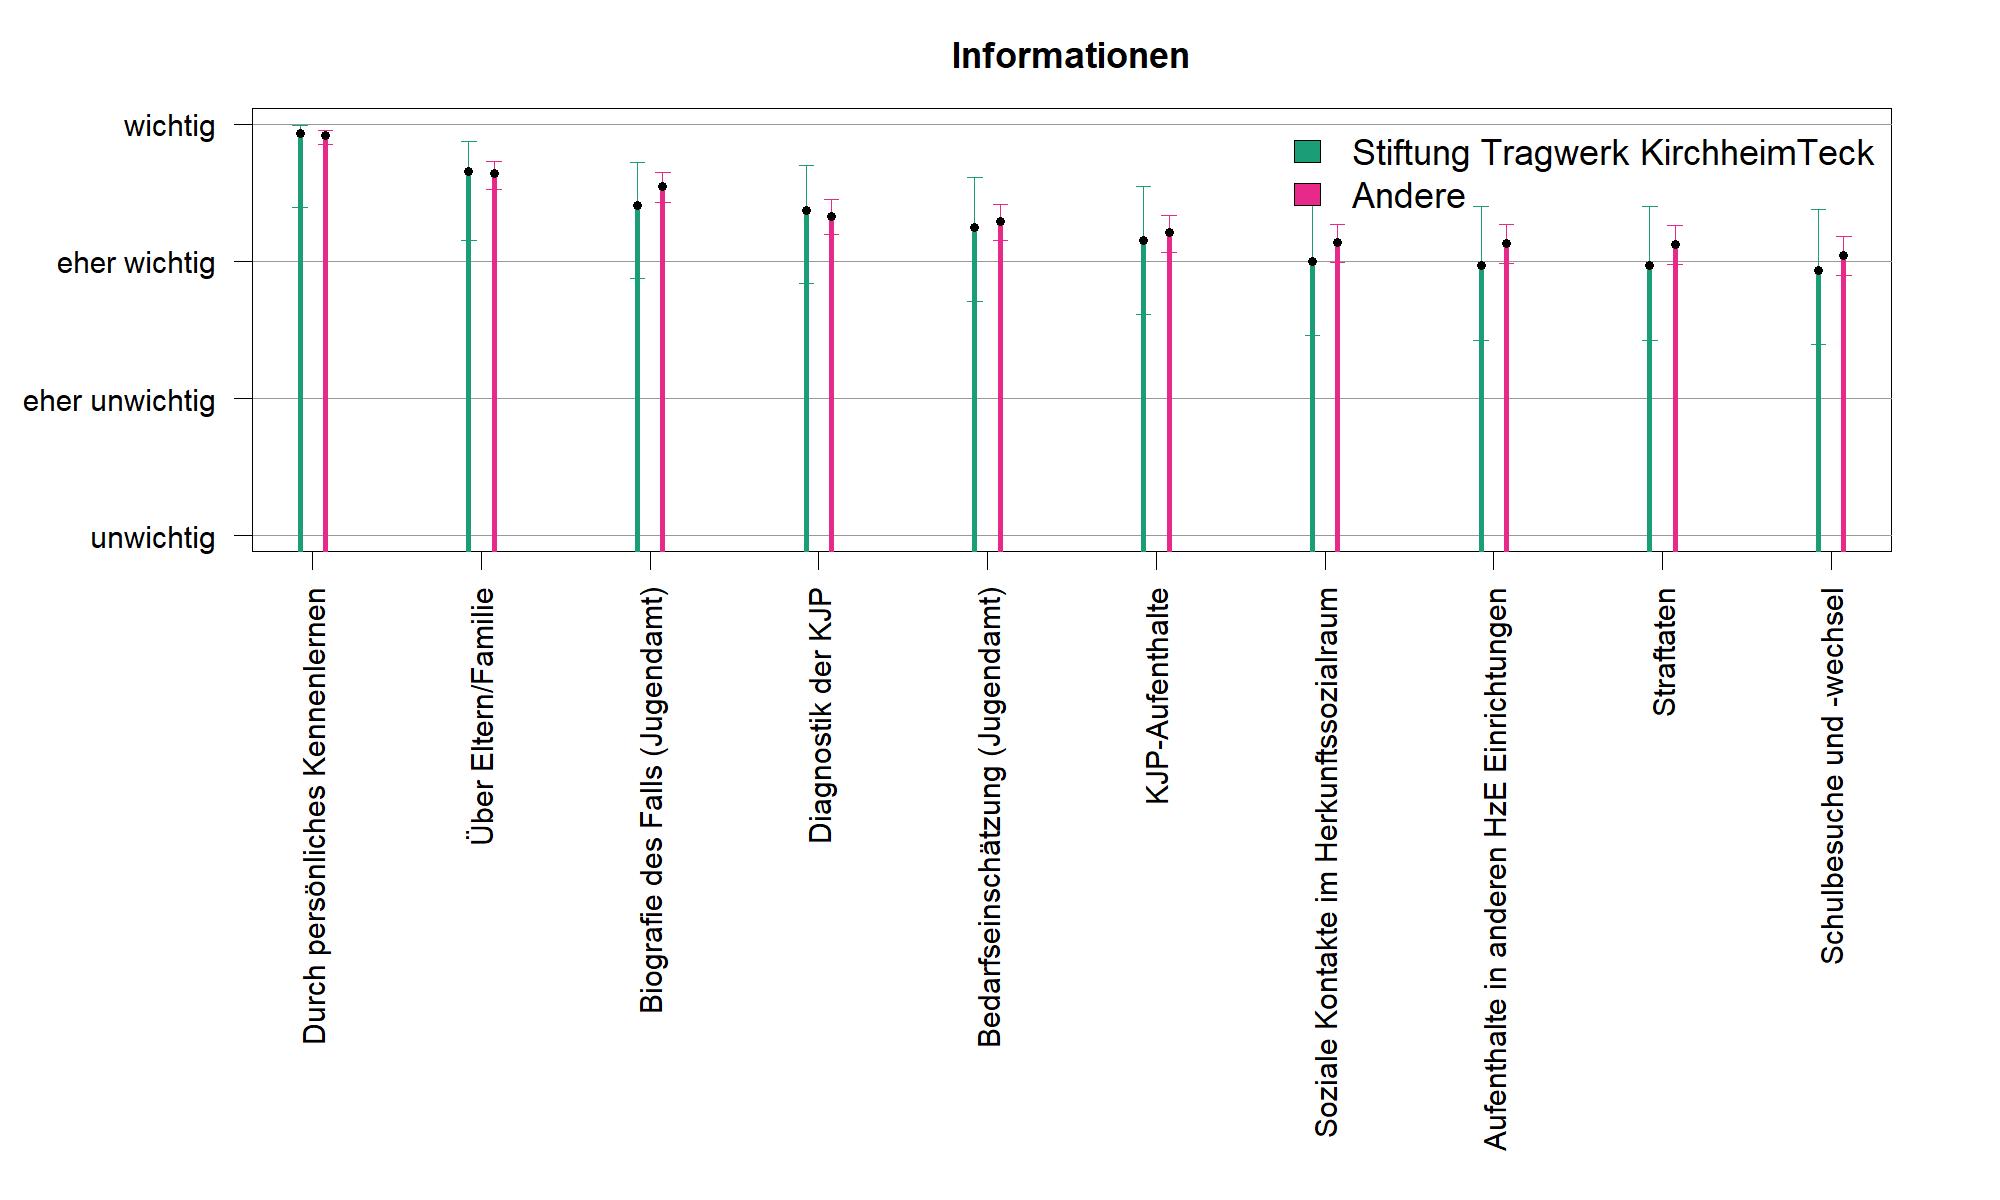 Informationen
wichtig
eher wichtig
eher unwichtig
unwichtig
Stiftung Tragwerk KirchheimTeck
Andere
Durch persönliches Kennenlernen
Über Eltern/Familie
Biografie des Falls (Jugendamt)
Diagnostik der KJP
Bedarfseinschätzung (Jugendamt)
KJP-Aufenthalte
Soziale Kontakte im Herkunftssozialraum
Aufenthalte in anderen HzE Einrichtungen
Straftaten
Schulbesuche und -wechsel